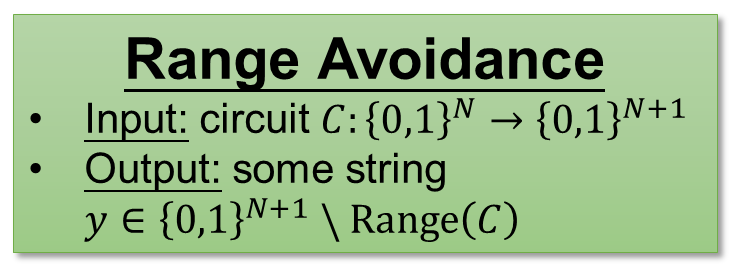 Range Avoidance
• Input: circuit 𝐶: {0,1}^𝑁 → {0,1}^{𝑁+1}
• Output: some string
𝑦 ∈ {0,1}^{𝑁+1} \ Range(𝐶)